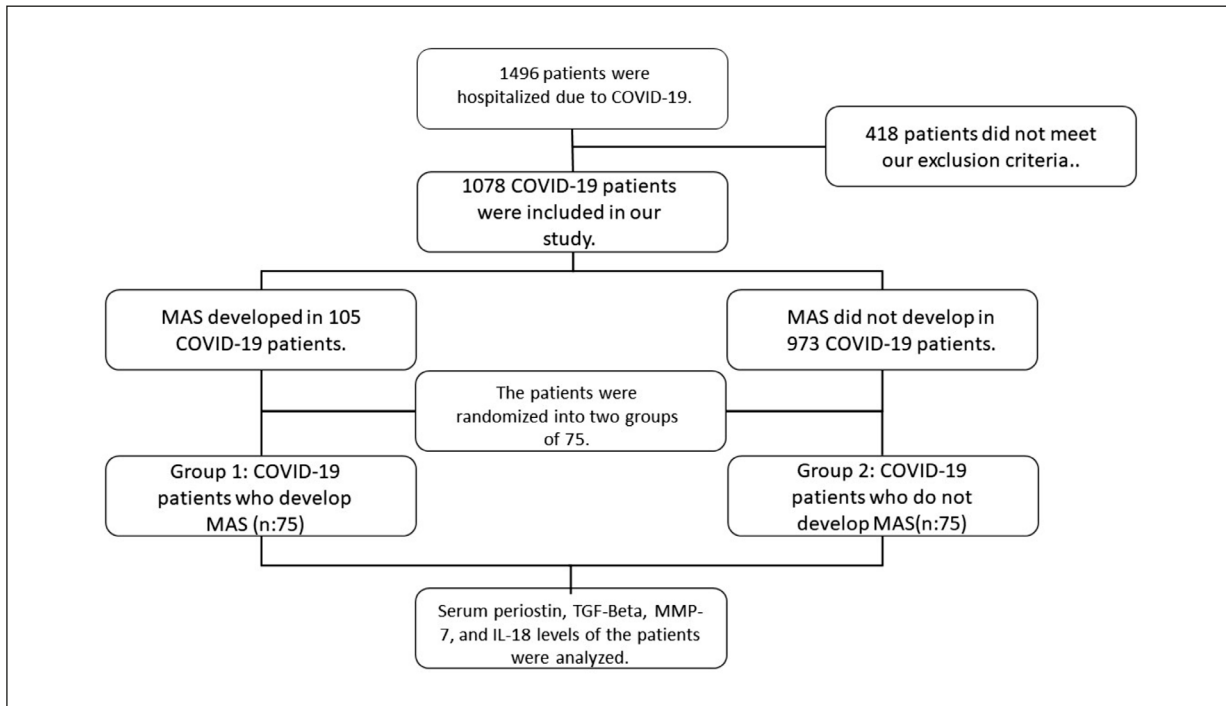 1496 patients were
hospitalized due to COVID-19.
418 patients did not meet
our exclusion criteria..
1078 COVID-19 patients
were included in our
study.
MAS developed in 105
COVID-19 patients.
MAS did not develop in
973 COVID-19 patients.
The patients were
randomized into two groups
of 75.
Group 1: COVID-19
patients who develop
MAS (n:75)
Group 2: COVID-19
patients who do not
develop MAS(n:75)
Serum periostin, TGF-Beta, MMP-
7, and IL-18 levels of the patients
were analyzed.